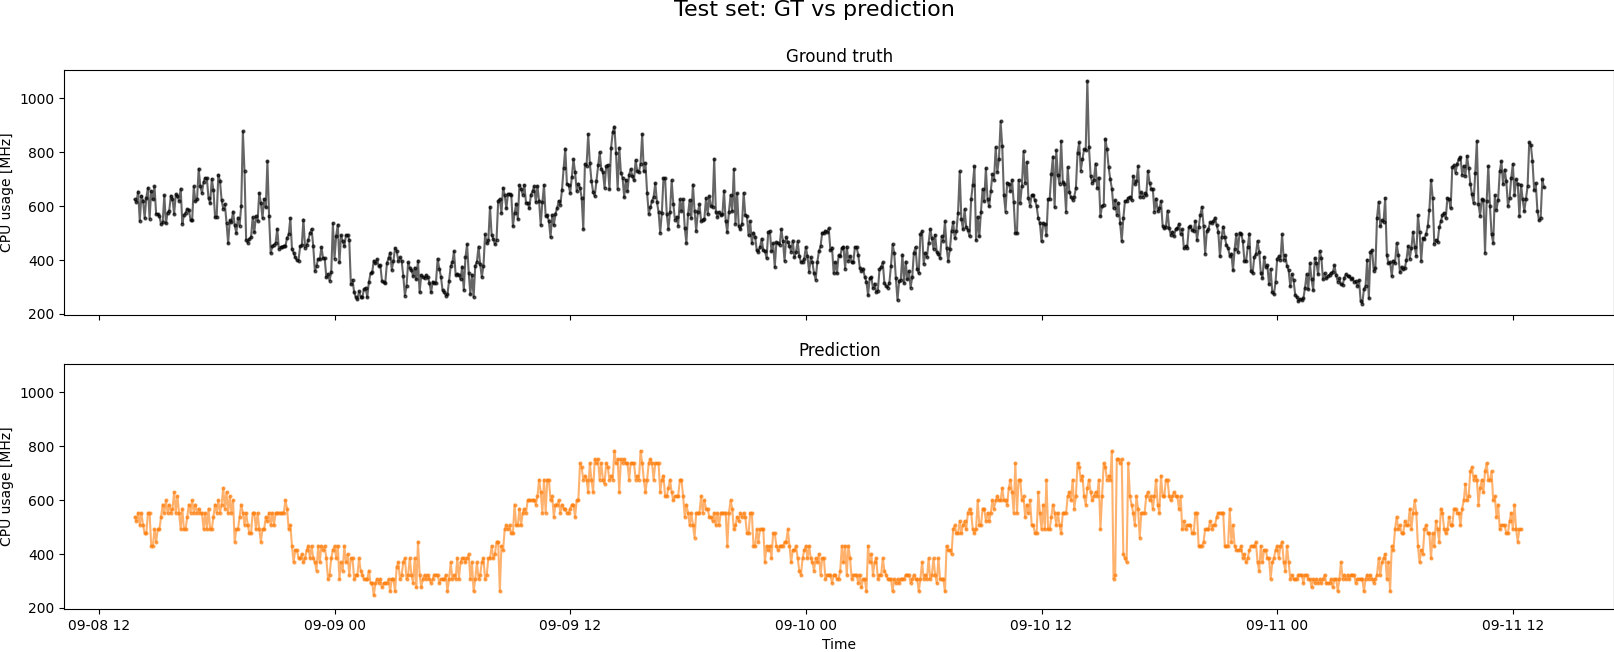 Test set: GT vs prediction
Ground truth
CPU usage [MHz]
1000
800
600
400
200
Prediction
CPU usage [MHz]
1000
800
600
400
200
09-08 12
09-09 00
09-09 12
09-10 00
09-10 12
09-11 00
09-11 12
Time